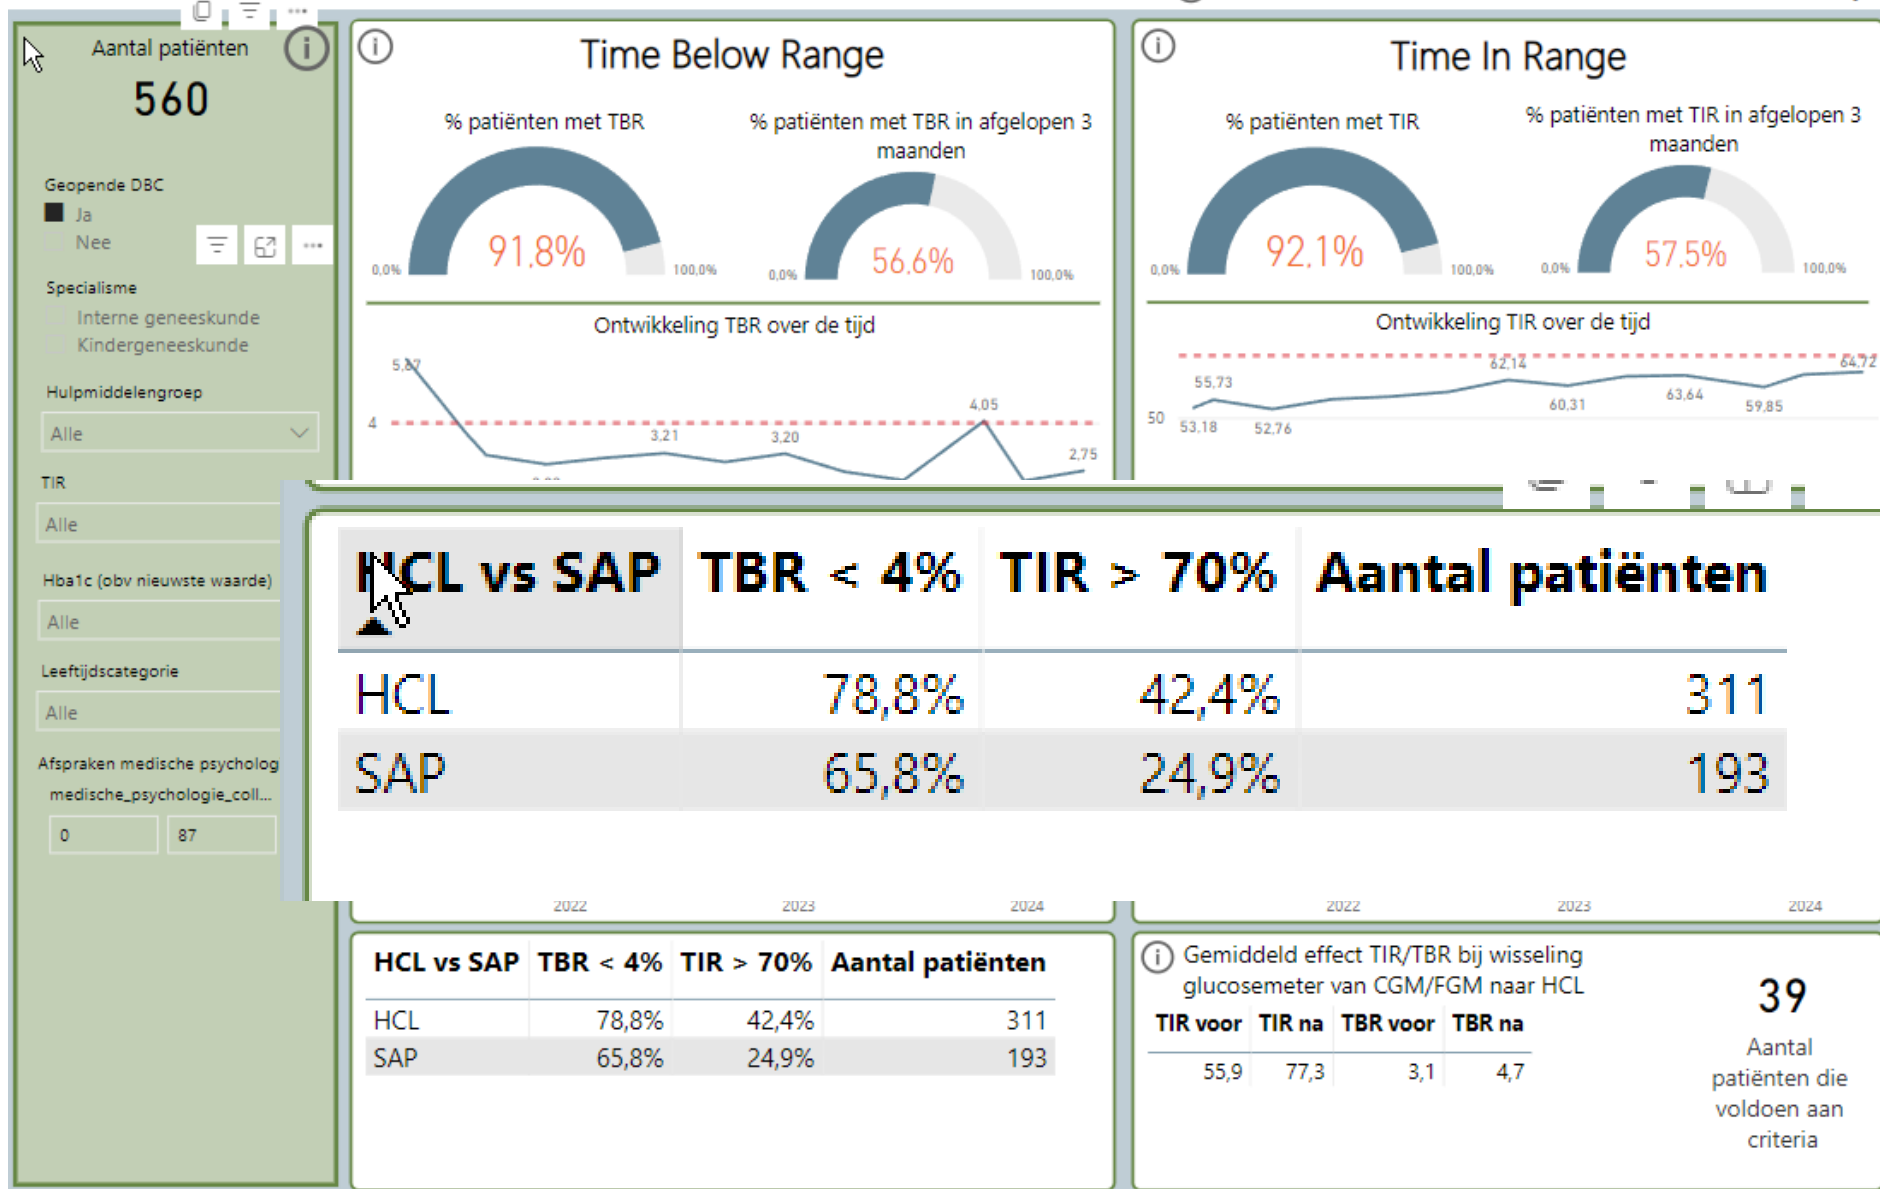 Aantal patiënten
560
Geopende DBC
Ja
Nee
Specialisme
Interne geneeskunde
Kindergeneeskunde
Hulpmiddelengroep
Alle
TIR
Alle
Hba1c (obv nieuwste waarde)
Alle
Leeftijdscategorie
Alle
Afspraken medische psycholog
medische_psychologie_coll...
0 87
Time Below Range
% patiënten met TBR
91,8%
0,0% 100,0%
% patiënten met TBR in afgelopen 3
maanden
56,6%
0,0% 100,0%
Ontwikkeling TBR over de tijd
5,87
4
3,21
3,20
4,05
2,75
Time In Range
% patiënten met TIR
92,1%
0,0% 100,0%
% patiënten met TIR in afgelopen 3
maanden
57,5%
0,0% 100,0%
Ontwikkeling TIR over de tijd
50
53,18
55,73
52,76
62,14
60,31
63,64
59,85
64,72
HCL vs SAP TBR < 4% TIR > 70% Aantal patiënten
HCL 78,8% 42,4% 311
SAP 65,8% 24,9% 193
2022 2023 2024
2022 2023 2024
HCL vs SAP TBR < 4% TIR > 70% Aantal patiënten
HCL 78,8% 42,4% 311
SAP 65,8% 24,9% 193
Gemiddeld effect TIR/TBR bij wisseling
glucosemeter van CGM/FGM naar HCL
TIR voor TIR na TBR voor TBR na
55,9 77,3 3,1 4,7
39
Aantal
patiënten die
voldoen aan
criteria